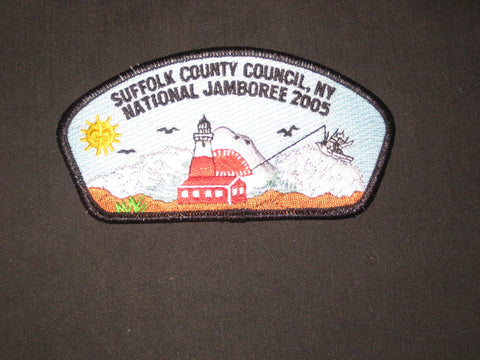 SUFFOLK COUNTY COUNCIL, NY
NATIONAL JAMBOREE 2005